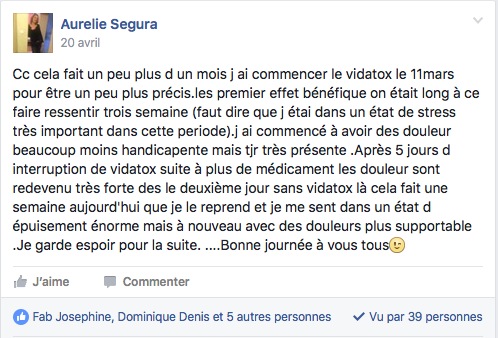 Aurelie Segura
20 avril
Cc cela fait un peu plus d un mois j ai commencer le vidatox le 11mars
pour être un peu plus précis.les premier effet bénéfique on était long à ce
faire ressentir trois semaine (faut dire que j étai dans un état de stress
très important dans cette periode).j ai commencé à avoir des douleur
beaucoup moins handicapente mais tjr très présente .Après 5 jours d
interruption de vidatox suite à plus de médicament les douleur sont
redevenu très forte des le deuxième jour sans vidatox là cela fait une
semaine aujourd'hui que je le reprend et je me sent dans un état d
épuisement énorme mais à nouveau avec des douleurs plus supportable
.Je garde espoir pour la suite. ....Bonne journée à vous tous😉
J'aime Commenter
Fab Josephine, Dominique Denis et 5 autres personnes Vu par 39 personnes